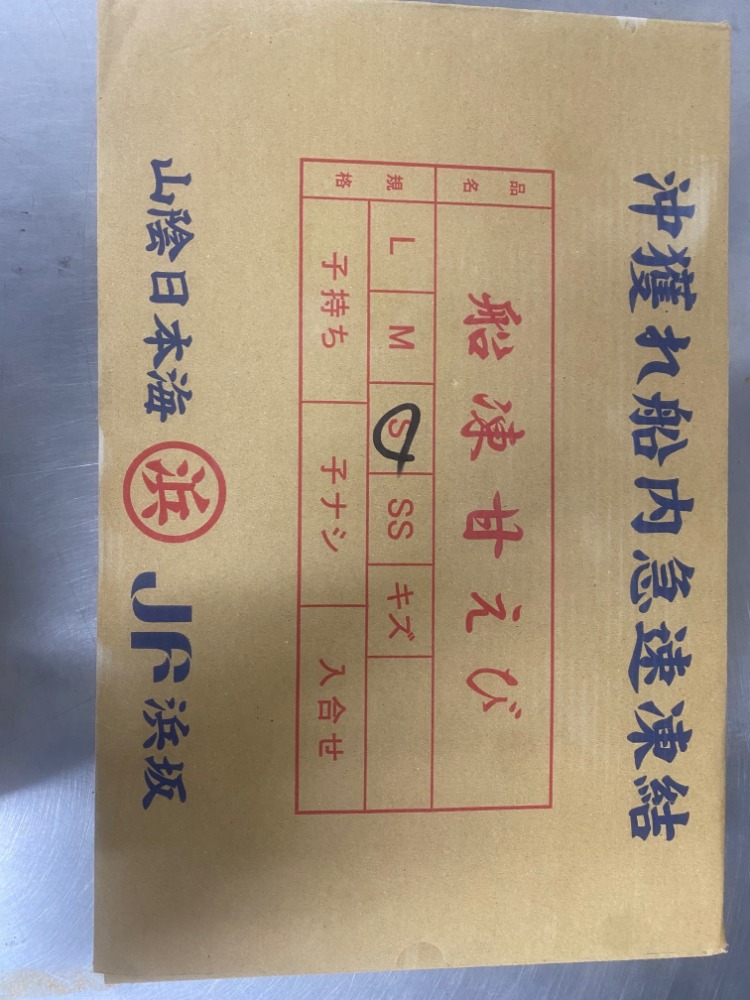 沖獲れ船内急速凍結
品名 船凍甘えび
規格 L M S SS キズ
子持ち 子ナシ 入合せ
山陰日本海 浜 JF浜坂